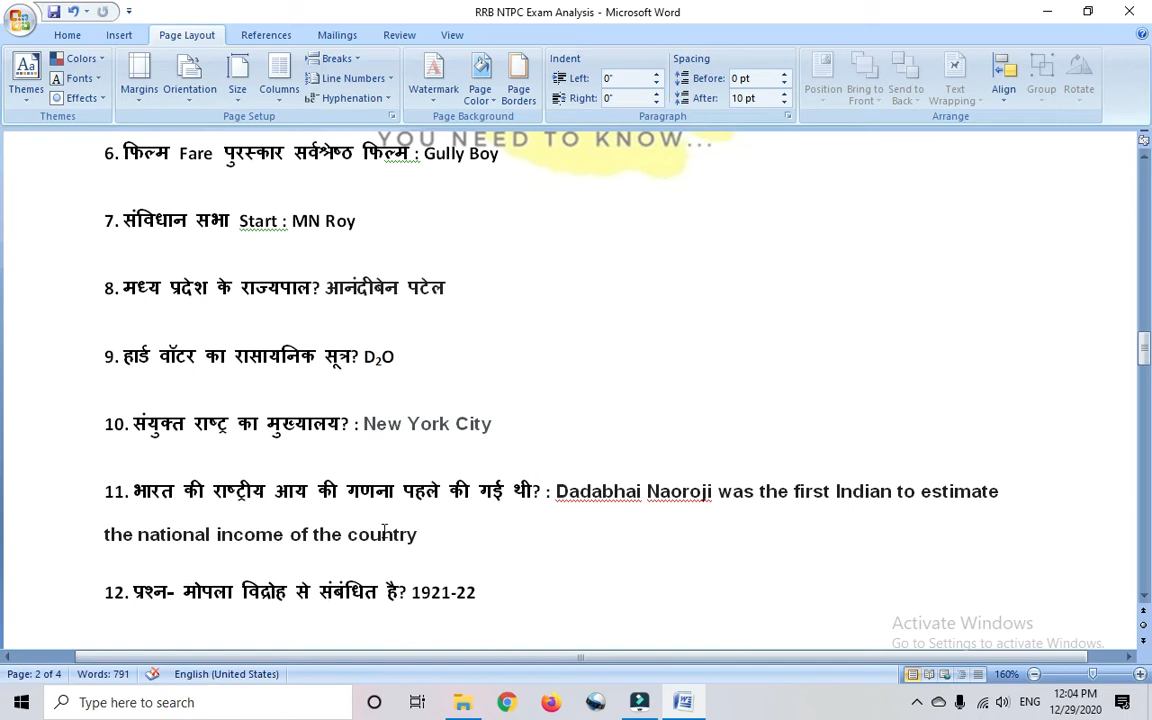 RRB NTPC Exam Analysis - Microsoft Word
Home Insert Page Layout References Mailings Review View
Themes
Colors
Fonts
Effects
Margins Orientation Size Columns
Breaks
Line Numbers
Hyphenation
Watermark Page Color Page Borders
Indent Spacing
Left: 0" Before: 0 pt
Right: 0" After: 10 pt
Position Bring to Front Send to Back Text Wrapping Align Group Rotate
Themes Page Setup Page Background Paragraph Arrange
YOU NEED TO KNOW...
6. फिल्म Fare पुरस्कार सर्वश्रेष्ठ फिल्म : Gully Boy
7. संविधान सभा Start : MN Roy
8. मध्य प्रदेश के राज्यपाल? आनंदीबेन पटेल
9. हार्ड वॉटर का रासायनिक सूत्र? D₂O
10. संयुक्त राष्ट्र का मुख्यालय? : New York City
11. भारत की राष्ट्रीय आय की गणना पहले की गई थी? : Dadabhai Naoroji was the first Indian to estimate
the national income of the country
12. प्रश्न- मोपला विद्रोह से संबंधित है? 1921-22
Activate Windows
Go to Settings to activate Windows.
Page: 2 of 4 Words: 791 English (United States) 160%
Type here to search
ENG
12:04 PM
12/29/2020